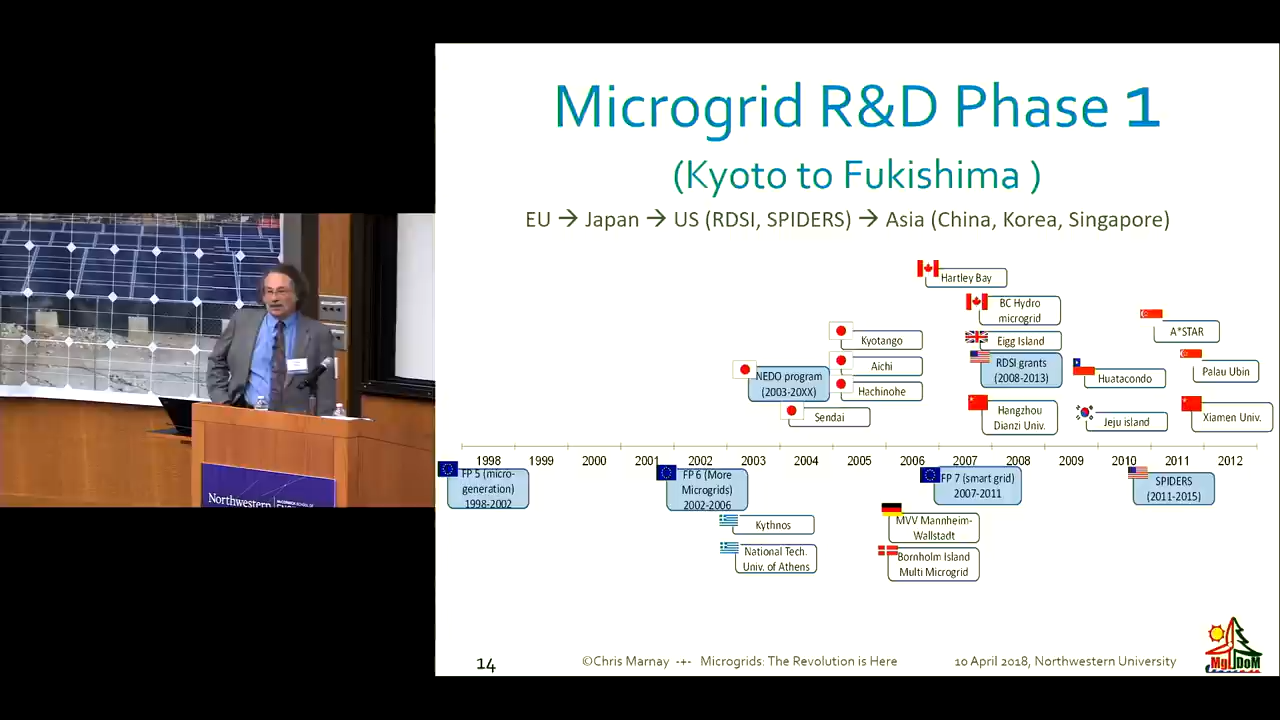 Microgrid R&D Phase 1
(Kyoto to Fukishima )
EU → Japan → US (RDSI, SPIDERS) → Asia (China, Korea, Singapore)
Hartley Bay
BC Hydro
microgrid
A*STAR
Kyotango
Eigg Island
Aichi
RDSI grants
(2008-2013)
Palau Ubin
NEDO program
(2003-20XX)
Huatacondo
Hachinohe
Sendai
Hangzhou
Dianzi Univ.
Jeju island
Xiamen Univ.
1998 1999 2000 2001 2002 2003 2004 2005 2006 2007 2008 2009 2010 2011 2012
FP 5 (micro-
generation)
1998-2002
FP 6 (More
Microgrids)
2002-2006
FP 7 (smart grid)
2007-2011
SPIDERS
(2011-2015)
Kythnos
National Tech.
Univ. of Athens
MVV Mannheim-
Wallstadt
Bornholm Island
Multi Microgrid
14
©Chris Marnay -+- Microgrids: The Revolution is Here
10 April 2018, Northwestern University
Mg DoM
Northwestern